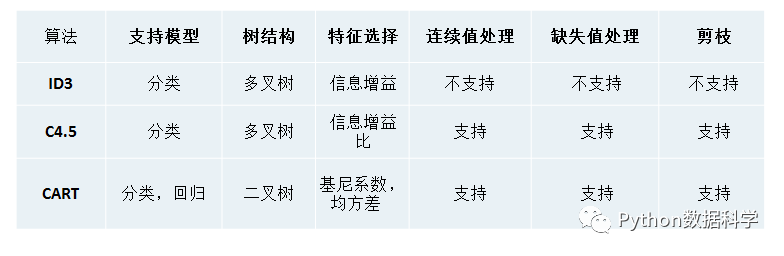 算法 支持模型 树结构 特征选择 连续值处理 缺失值处理 剪枝
ID3 分类 多叉树 信息增益 不支持 不支持 不支持
C4.5 分类 多叉树 信息增益比 支持 支持 支持
CART 分类，回归 二叉树 基尼系数，均方差 支持 支持 支持
Python数据科学